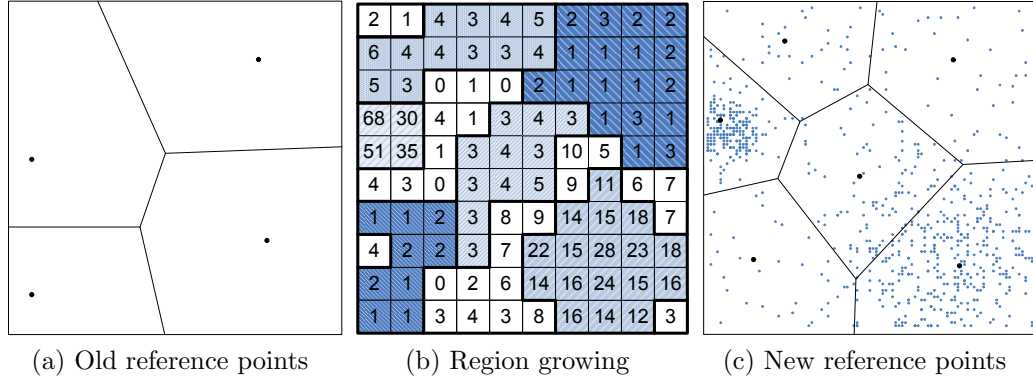 2 1 4 3 4 5 2 3 2 2
6 4 4 3 3 4 1 1 1 2
5 3 0 1 0 2 1 1 1 2
68 30 4 1 3 4 3 1 3 1
51 35 1 3 4 3 10 5 1 3
4 3 0 3 4 5 9 11 6 7
1 1 2 3 8 9 14 15 18 7
4 2 2 3 7 22 15 28 23 18
2 1 0 2 6 14 16 24 15 16
1 1 3 4 3 8 16 14 12 3
(a) Old reference points (b) Region growing (c) New reference points